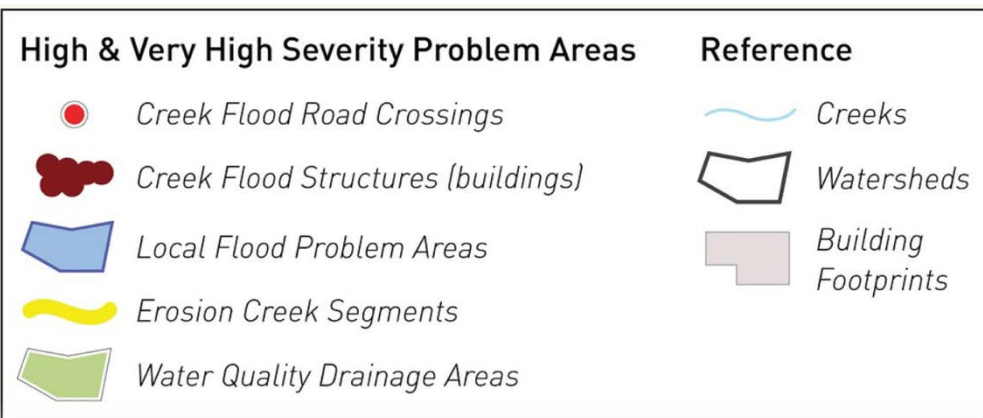 High & Very High Severity Problem Areas
Creek Flood Road Crossings
Creek Flood Structures (buildings)
Local Flood Problem Areas
Erosion Creek Segments
Water Quality Drainage Areas
Reference
Creeks
Watersheds
Building
Footprints